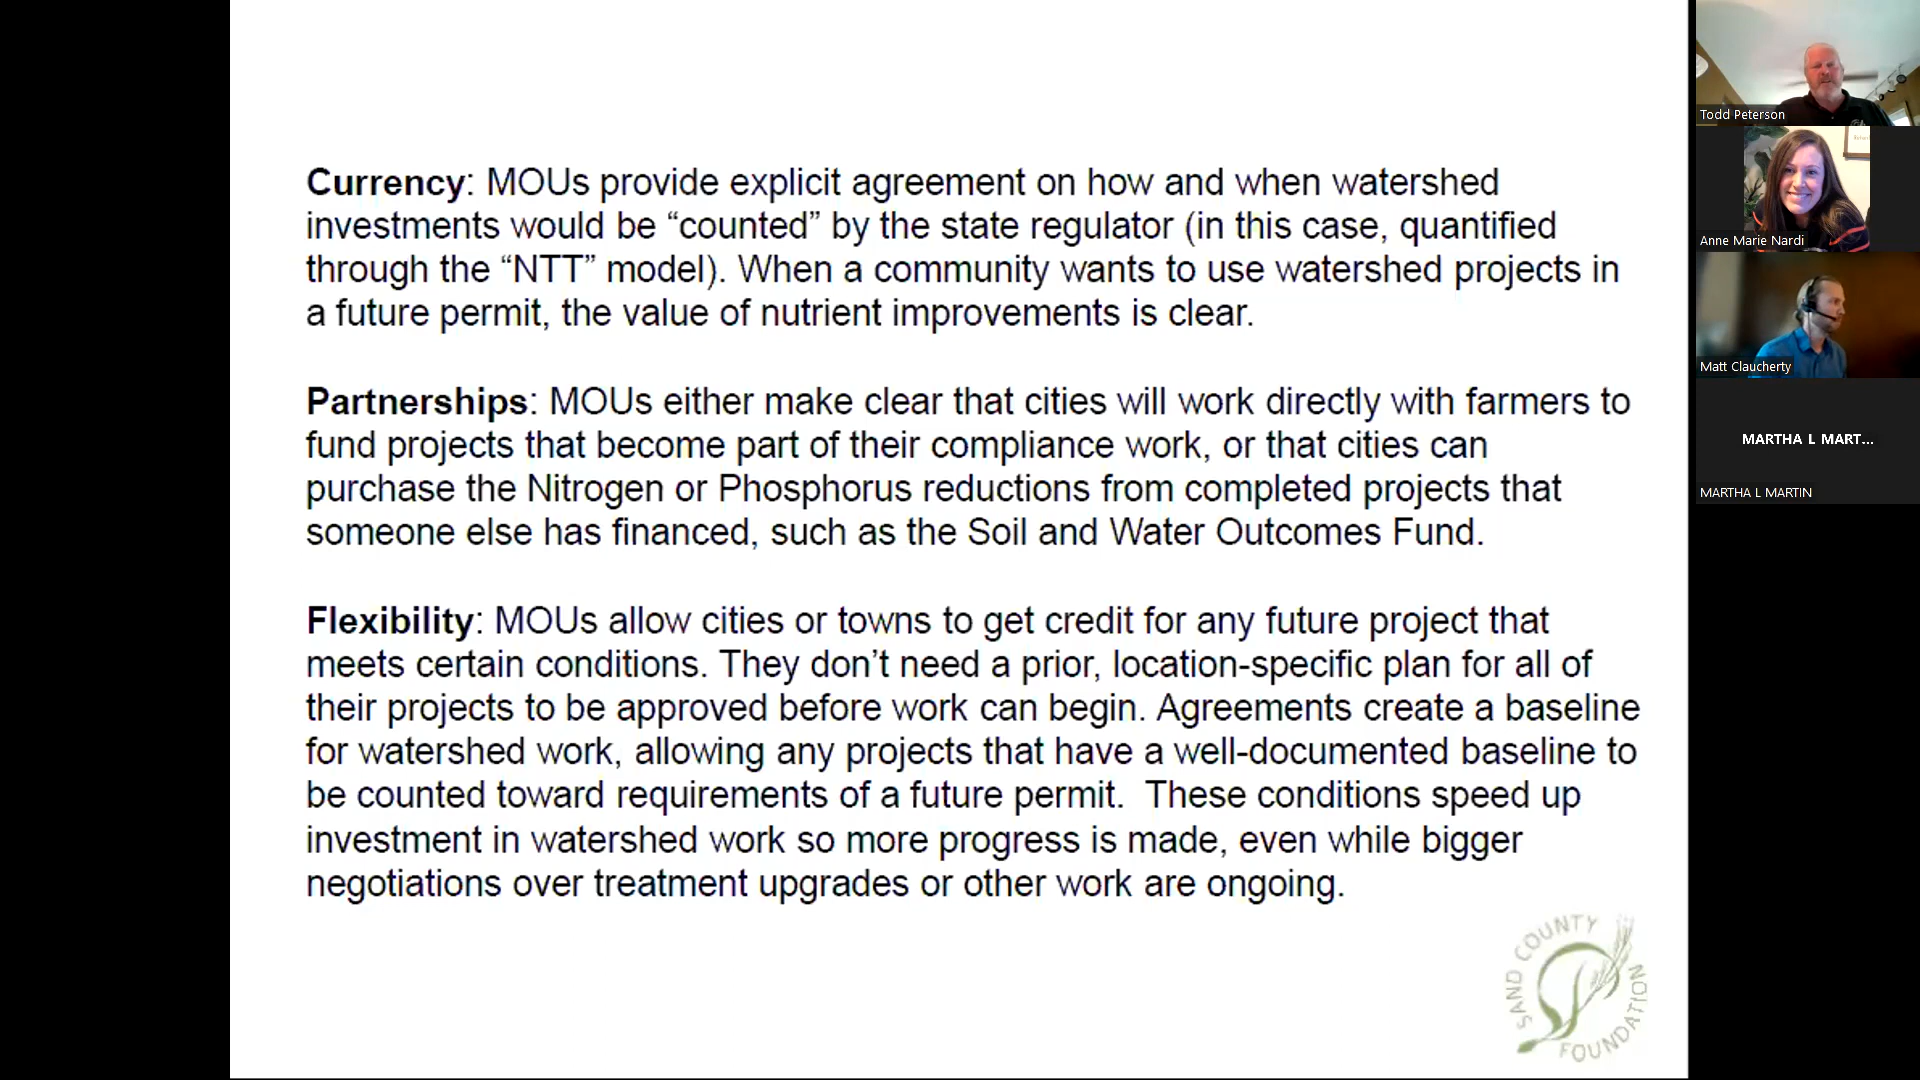 Currency: MOUs provide explicit agreement on how and when watershed
investments would be “counted” by the state regulator (in this case, quantified
through the “NTT” model). When a community wants to use watershed projects in
a future permit, the value of nutrient improvements is clear.
Partnerships: MOUs either make clear that cities will work directly with farmers to
fund projects that become part of their compliance work, or that cities can
purchase the Nitrogen or Phosphorus reductions from completed projects that
someone else has financed, such as the Soil and Water Outcomes Fund.
Flexibility: MOUs allow cities or towns to get credit for any future project that
meets certain conditions. They don’t need a prior, location-specific plan for all of
their projects to be approved before work can begin. Agreements create a baseline
for watershed work, allowing any projects that have a well-documented baseline to
be counted toward requirements of a future permit.  These conditions speed up
investment in watershed work so more progress is made, even while bigger
negotiations over treatment upgrades or other work are ongoing.
SAND COUNTY FOUNDATION
Todd Peterson
Anne Marie Nardi
Matt Claucherty
MARTHA L MART...
MARTHA L MARTIN